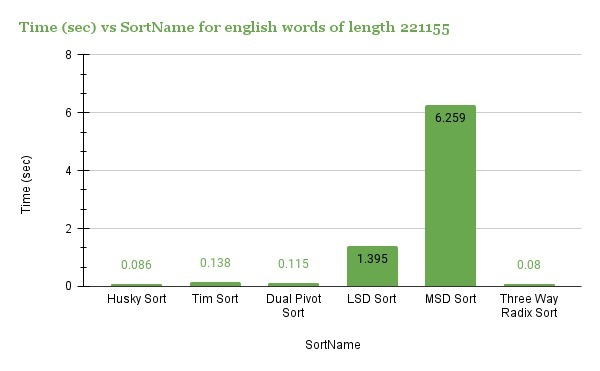 Time (sec) vs SortName for english words of length 221155
Time (sec)
8
6
4
2
0
0.086
0.138
0.115
1.395
6.259
0.08
Husky Sort
Tim Sort
Dual Pivot
Sort
LSD Sort
MSD Sort
Three Way
Radix Sort
SortName